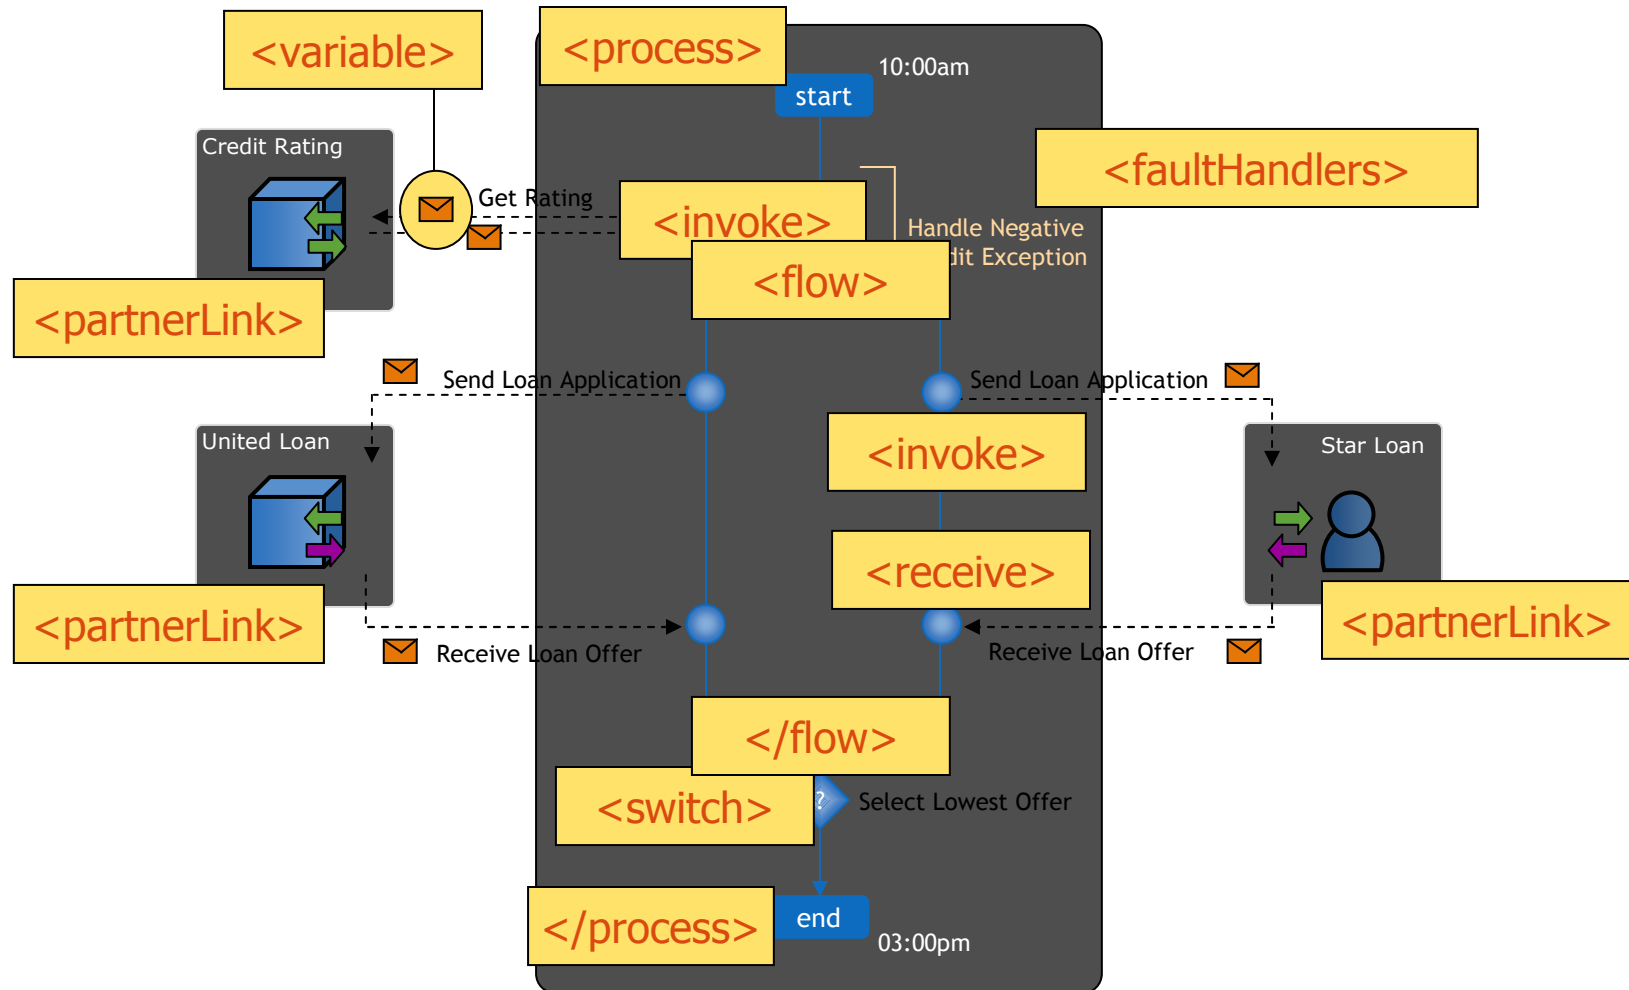 <variable>
<process>
10:00am
start
Credit Rating
<faultHandlers>
Get Rating
<invoke>
Handle Negative
dit Exception
<flow>
<partnerLink>
Send Loan Application
Send Loan Application
United Loan
Star Loan
<invoke>
<receive>
<partnerLink>
<partnerLink>
Receive Loan Offer
Receive Loan Offer
</flow>
<switch>
?
Select Lowest Offer
</process>
end
03:00pm